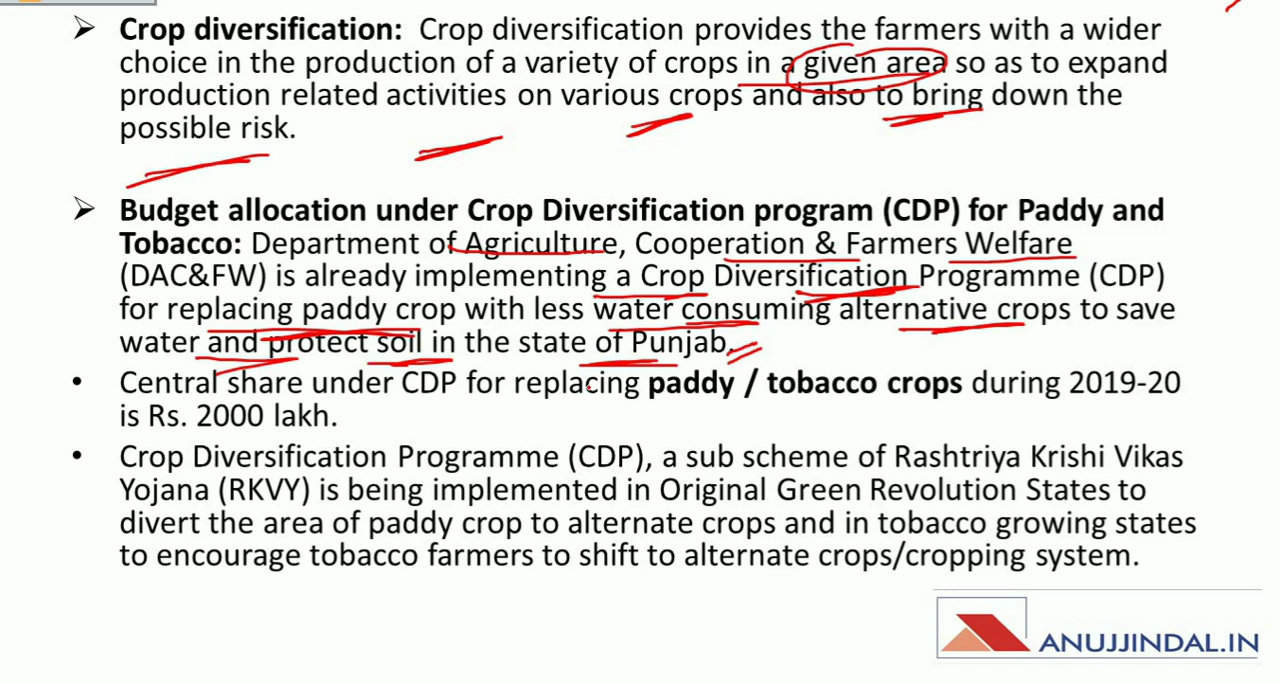 ➢ Crop diversification: Crop diversification provides the farmers with a wider
choice in the production of a variety of crops in a given area so as to expand
production related activities on various crops and also to bring down the
possible risk.
➢ Budget allocation under Crop Diversification program (CDP) for Paddy and
Tobacco: Department of Agriculture, Cooperation & Farmers Welfare
(DAC&FW) is already implementing a Crop Diversification Programme (CDP)
for replacing paddy crop with less water consuming alternative crops to save
water and protect soil in the state of Punjab.
• Central share under CDP for replacing paddy / tobacco crops during 2019-20
is Rs. 2000 lakh.
• Crop Diversification Programme (CDP), a sub scheme of Rashtriya Krishi Vikas
Yojana (RKVY) is being implemented in Original Green Revolution States to
divert the area of paddy crop to alternate crops and in tobacco growing states
to encourage tobacco farmers to shift to alternate crops/cropping system.
ANUJJINDAL.IN